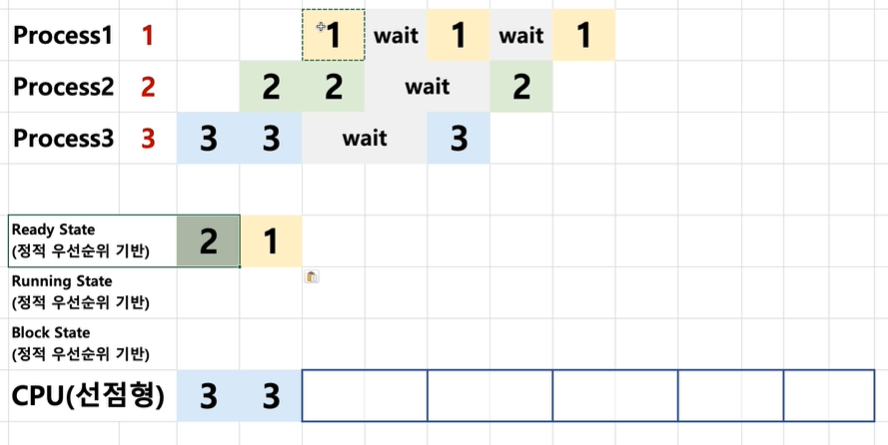 Process1 1 1 wait 1 wait 1
Process2 2 2 2 wait 2
Process3 3 3 3 wait 3
Ready State
(정적 우선순위 기반) 2 1
Running State
(정적 우선순위 기반)
Block State
(정적 우선순위 기반)
CPU(선점형) 3 3